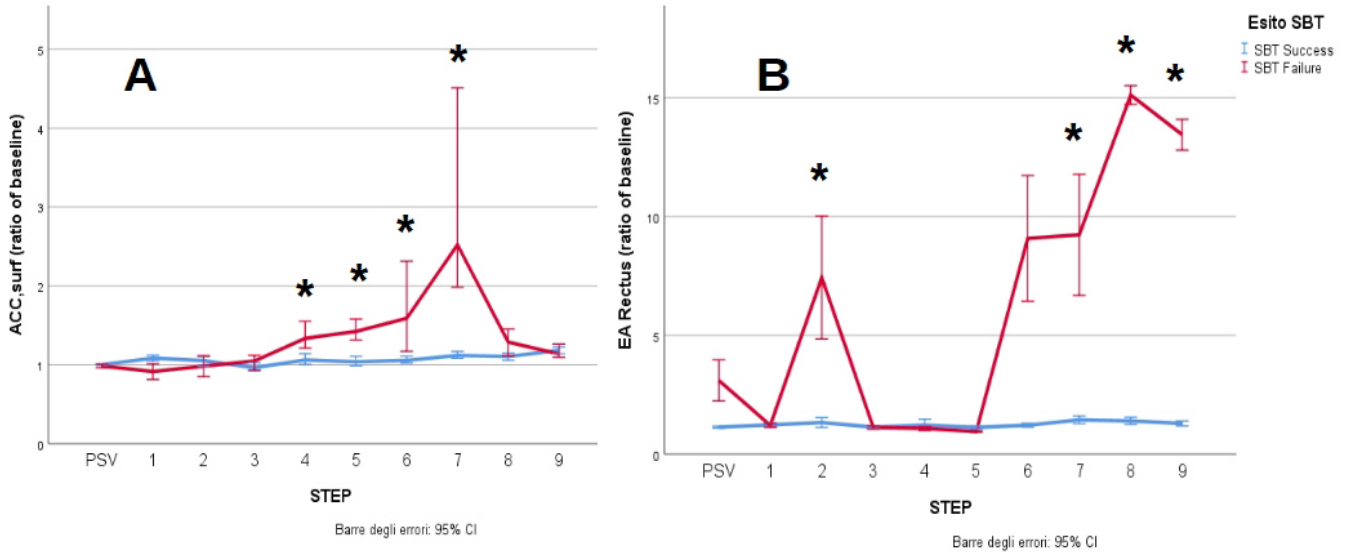 A
*
*
*
*
5
4
3
2
1
0
ACC,surf (ratio of baseline)
PSV 1 2 3 4 5 6 7 8 9
STEP
Barre degli errori: 95% CI
B
*
*
*
*
15
10
5
0
EA Rectus (ratio of baseline)
PSV 1 2 3 4 5 6 7 8 9
STEP
Barre degli errori: 95% CI
Esito SBT
SBT Success
SBT Failure